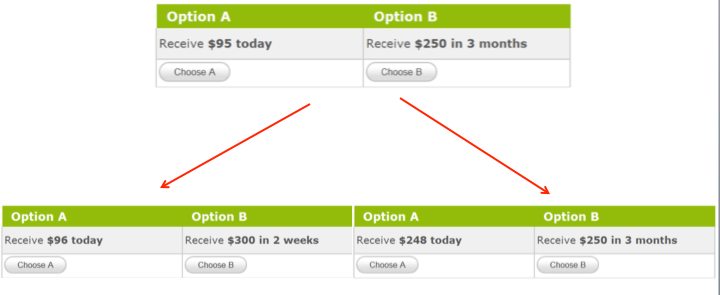 Option A Option B
Receive $95 today Receive $250 in 3 months
Choose A Choose B
Option A Option B Option A Option B
Receive $96 today Receive $300 in 2 weeks Receive $248 today Receive $250 in 3 months
Choose A Choose B Choose A Choose B